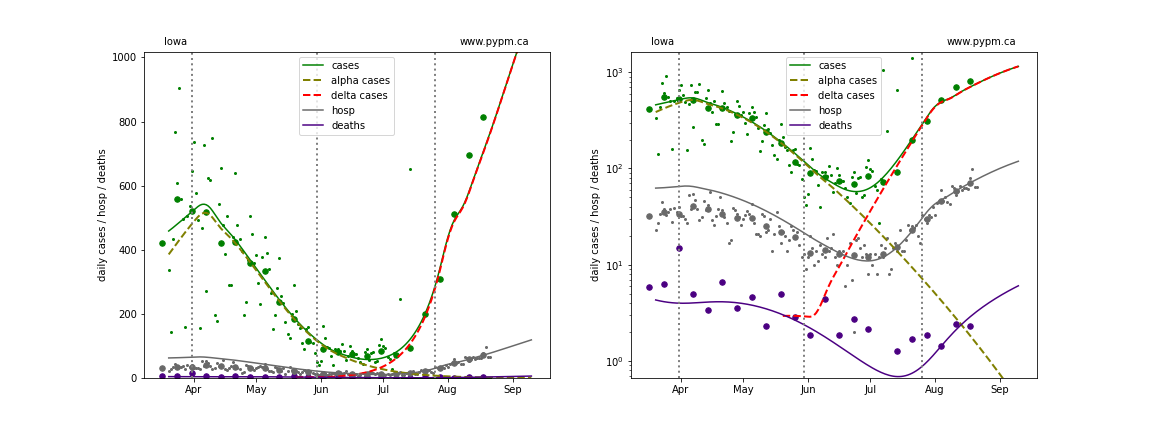 Iowa www.pypm.ca
cases
alpha cases
delta cases
hosp
deaths
daily cases / hosp / deaths
1000
800
600
400
200
0
Apr May Jun Jul Aug Sep
Iowa www.pypm.ca
cases
alpha cases
delta cases
hosp
deaths
daily cases / hosp / deaths
10³
10²
10¹
10⁰
Apr May Jun Jul Aug Sep